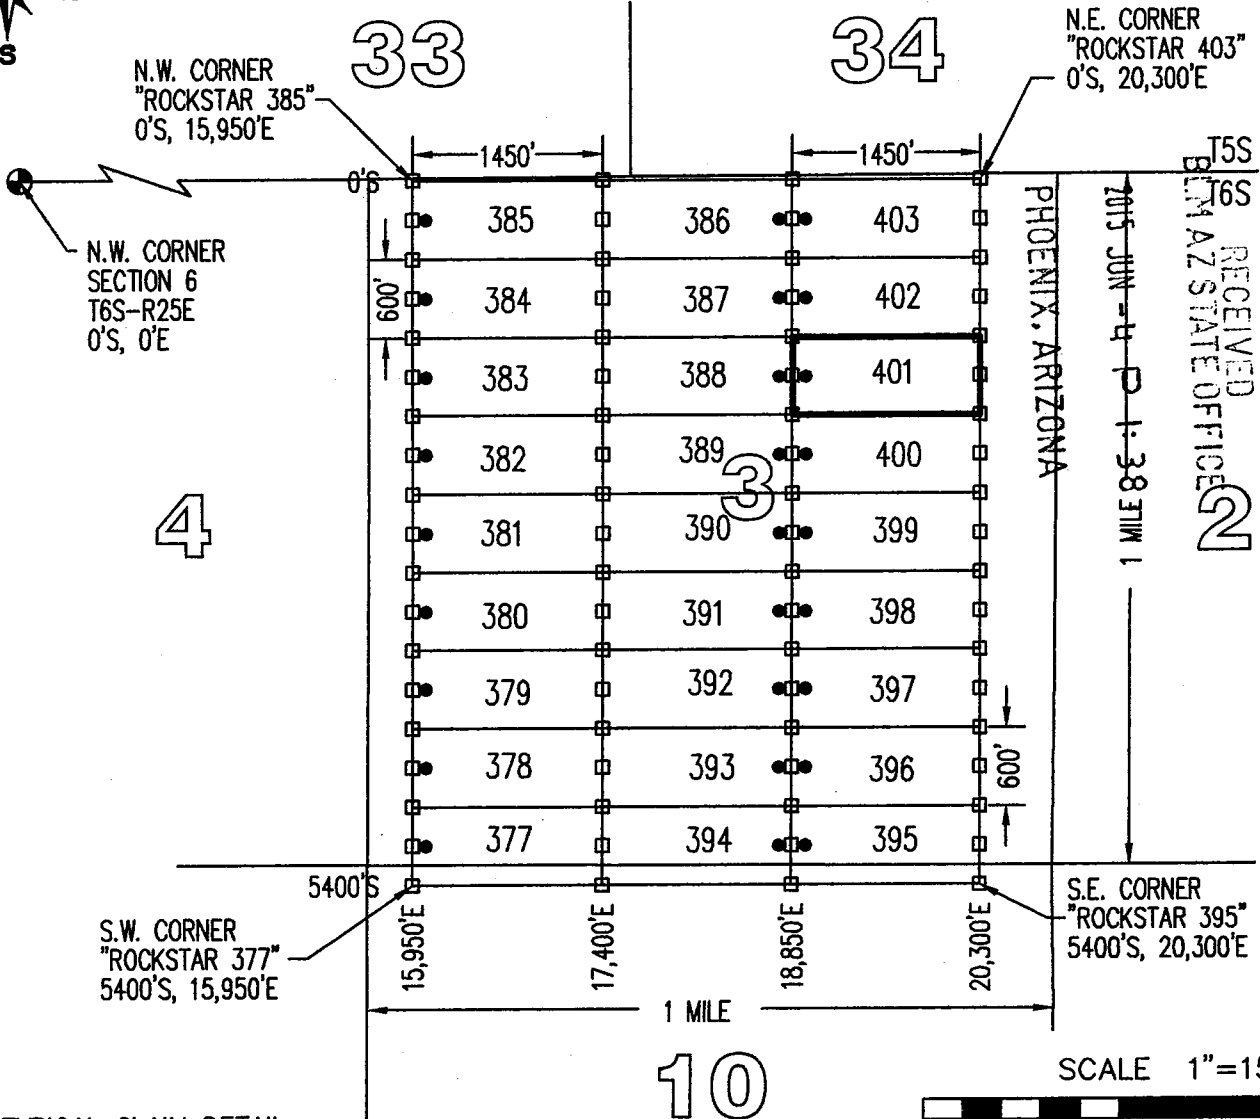 S
33
34
N.W. CORNER
"ROCKSTAR 385"
0'S, 15,950'E
N.E. CORNER
"ROCKSTAR 403"
0'S, 20,300'E
1450'
1450'
T5S
T6S
0'S
N.W. CORNER
SECTION 6
T6S-R25E
0'S, 0'E
600'
385
386
403
384
387
402
383
388
401
382
389
400
3
381
390
399
380
391
398
379
392
397
378
393
396
377
394
395
600'
4
2
PHOENIX, ARIZONA
2015 JUN -4 P 1:38
1 MILE
RECEIVED
BLM AZ STATE OFFICE
5400'S
S.W. CORNER
"ROCKSTAR 377"
5400'S, 15,950'E
15,950'E
17,400'E
18,850'E
20,300'E
S.E. CORNER
"ROCKSTAR 395"
5400'S, 20,300'E
1 MILE
10
SCALE 1"=15